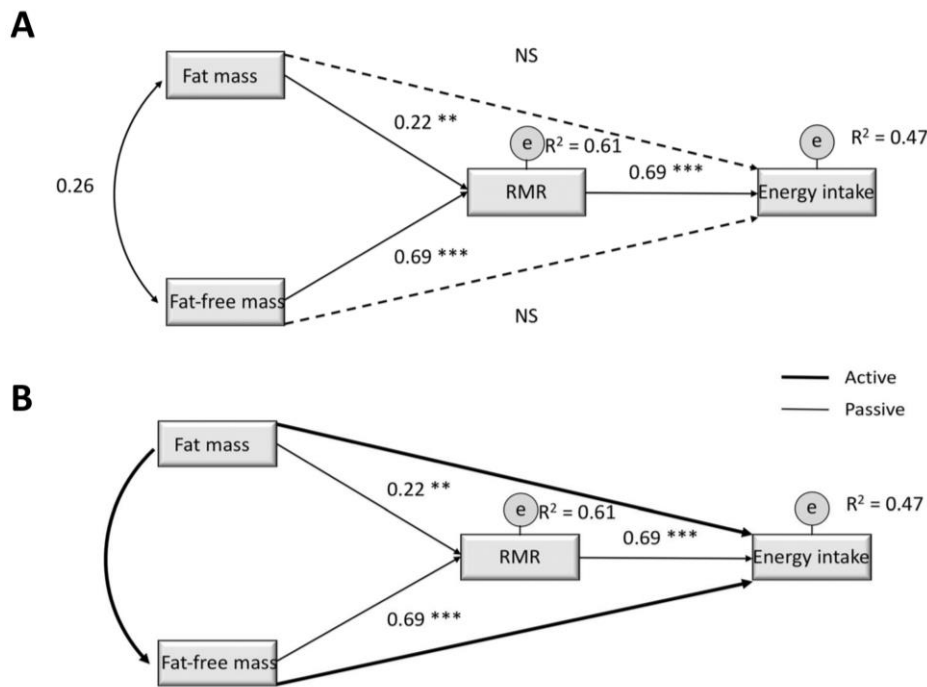 A
NS
Fat mass
0.22 **
e
R² = 0.61
e
R² = 0.47
0.26
RMR
0.69 ***
Energy intake
0.69 ***
Fat-free mass
NS
Active
Passive
B
Fat mass
0.22 **
e
R² = 0.61
e
R² = 0.47
RMR
0.69 ***
Energy intake
0.69 ***
Fat-free mass